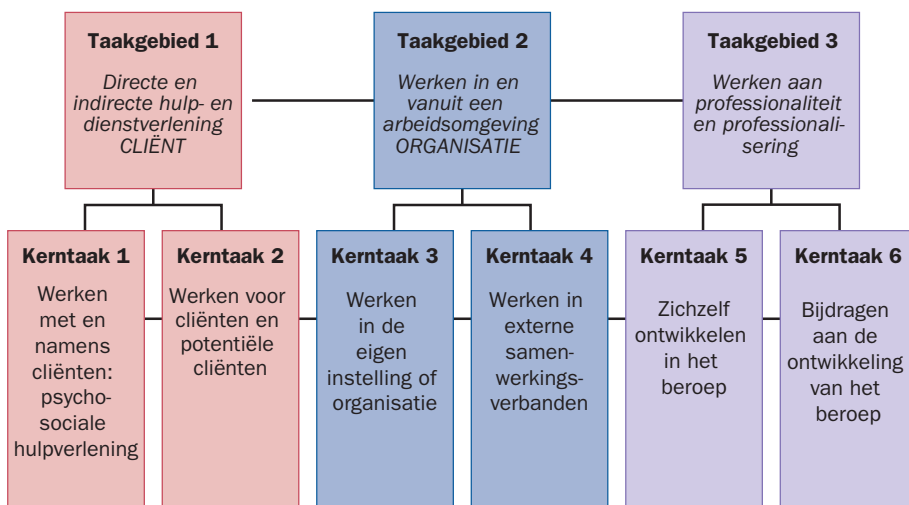 Taakgebied 1
Directe en
indirecte hulp- en
dienstverlening
CLIËNT
Taakgebied 2
Werken in en
vanuit een
arbeidsomgeving
ORGANISATIE
Taakgebied 3
Werken aan
professionaliteit
en professionali-
sering
Kerntaak 1
Werken
met en
namens
cliënten:
psycho-
sociale
hulpverlening
Kerntaak 2
Werken voor
cliënten en
potentiële
cliënten
Kerntaak 3
Werken
in de
eigen
instelling of
organisatie
Kerntaak 4
Werken in
externe
samen-
werkings-
verbanden
Kerntaak 5
Zichzelf
ontwikkelen
in het
beroep
Kerntaak 6
Bijdragen
aan de
ontwikkeling
van het
beroep